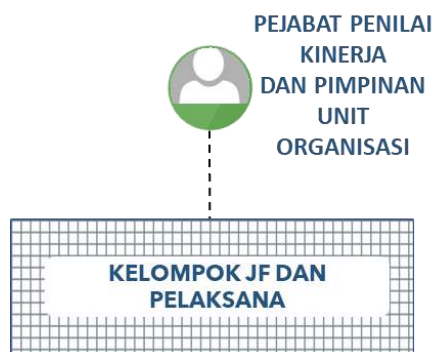 PEJABAT PENILAI
KINERJA
DAN PIMPINAN
UNIT
ORGANISASI
KELOMPOK JF DAN
PELAKSANA